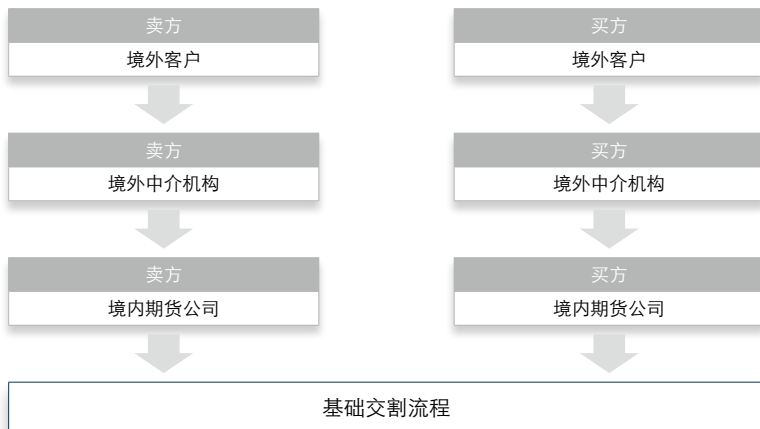 卖方
境外客户
买方
境外客户
卖方
境外中介机构
买方
境外中介机构
卖方
境内期货公司
买方
境内期货公司
基础交割流程